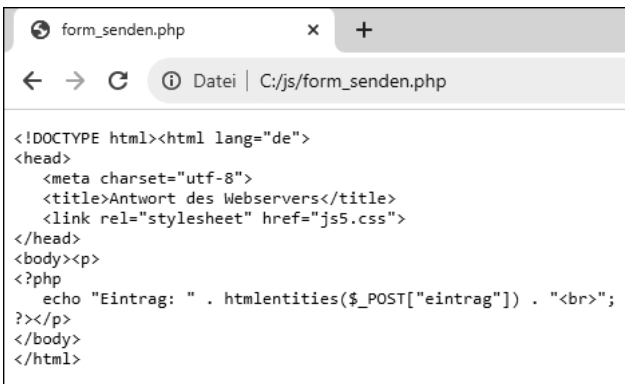 form_senden.php
Datei | C:/js/form_senden.php
<!DOCTYPE html><html lang="de">
<head>
   <meta charset="utf-8">
   <title>Antwort des Webservers</title>
   <link rel="stylesheet" href="js5.css">
</head>
<body><p>
<?php
   echo "Eintrag: " . htmlentities($_POST["eintrag"]) . "<br>";
?></p>
</body>
</html>